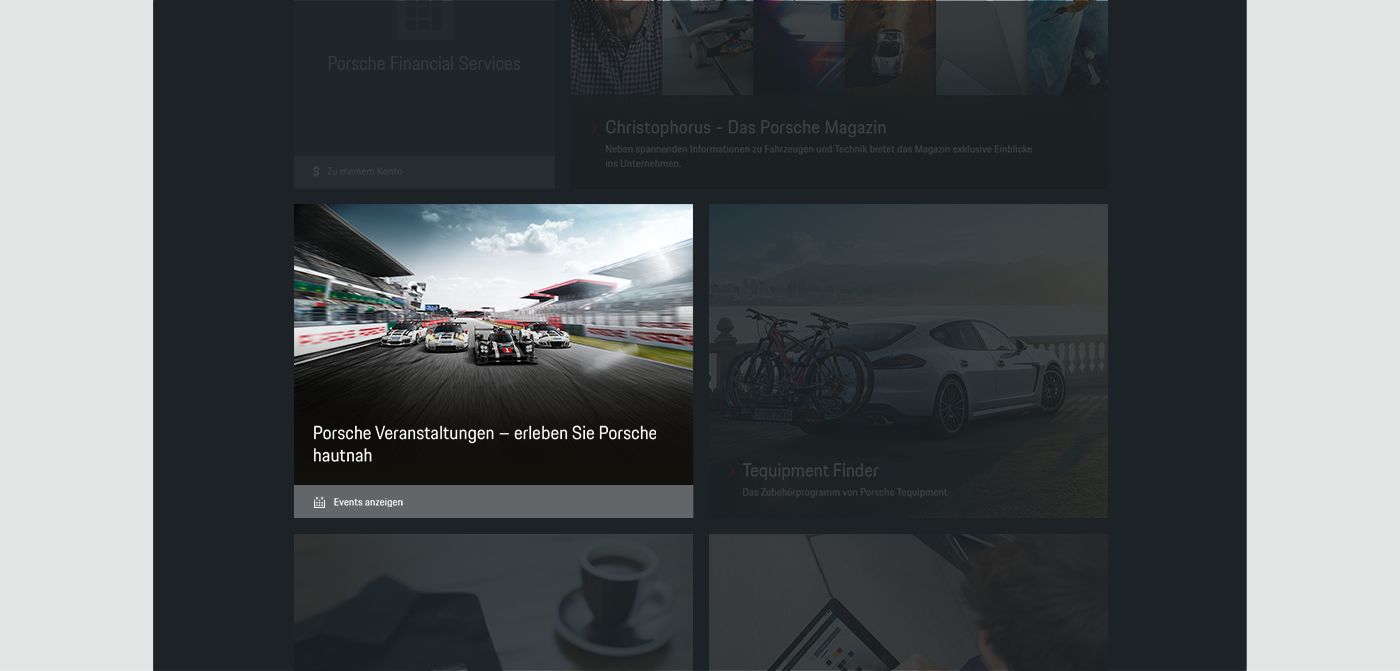 Porsche Financial Services
$ Zu meinem Konto
Christophorus - Das Porsche Magazin
Neben spannenden Informationen zu Fahrzeugen und Technik bietet das Magazin exklusive Einblicke
ins Unternehmen.
Porsche Veranstaltungen – erleben Sie Porsche
hautnah
Events anzeigen
Tequipment Finder
Das Zubehörprogramm von Porsche Tequipment